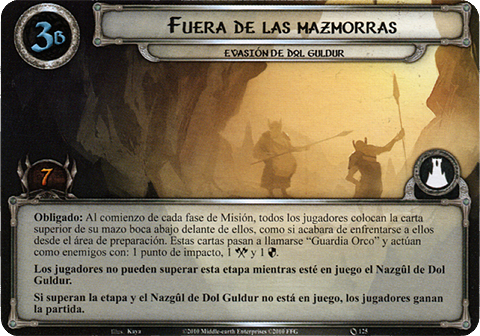 3B
FUERA DE LAS MAZMORRAS
EVASIÓN DE DOL GULDUR
7
Obligado: Al comienzo de cada fase de Misión, todos los jugadores colocan la carta
superior de su mazo boca abajo delante de ellos, como si acabara de enfrentarse a ellos
desde el área de preparación. Estas cartas pasan a llamarse “Guardia Orco” y actúan
como enemigos con: 1 punto de impacto, 1 y 1.
Los jugadores no pueden superar esta etapa mientras esté en juego el Nazgûl de Dol
Guldur.
Si superan la etapa y el Nazgûl de Dol Guldur no está en juego, los jugadores ganan
la partida.
Illus. Kaya ©2010 Middle-earth Enterprises ©2010 FFG 125